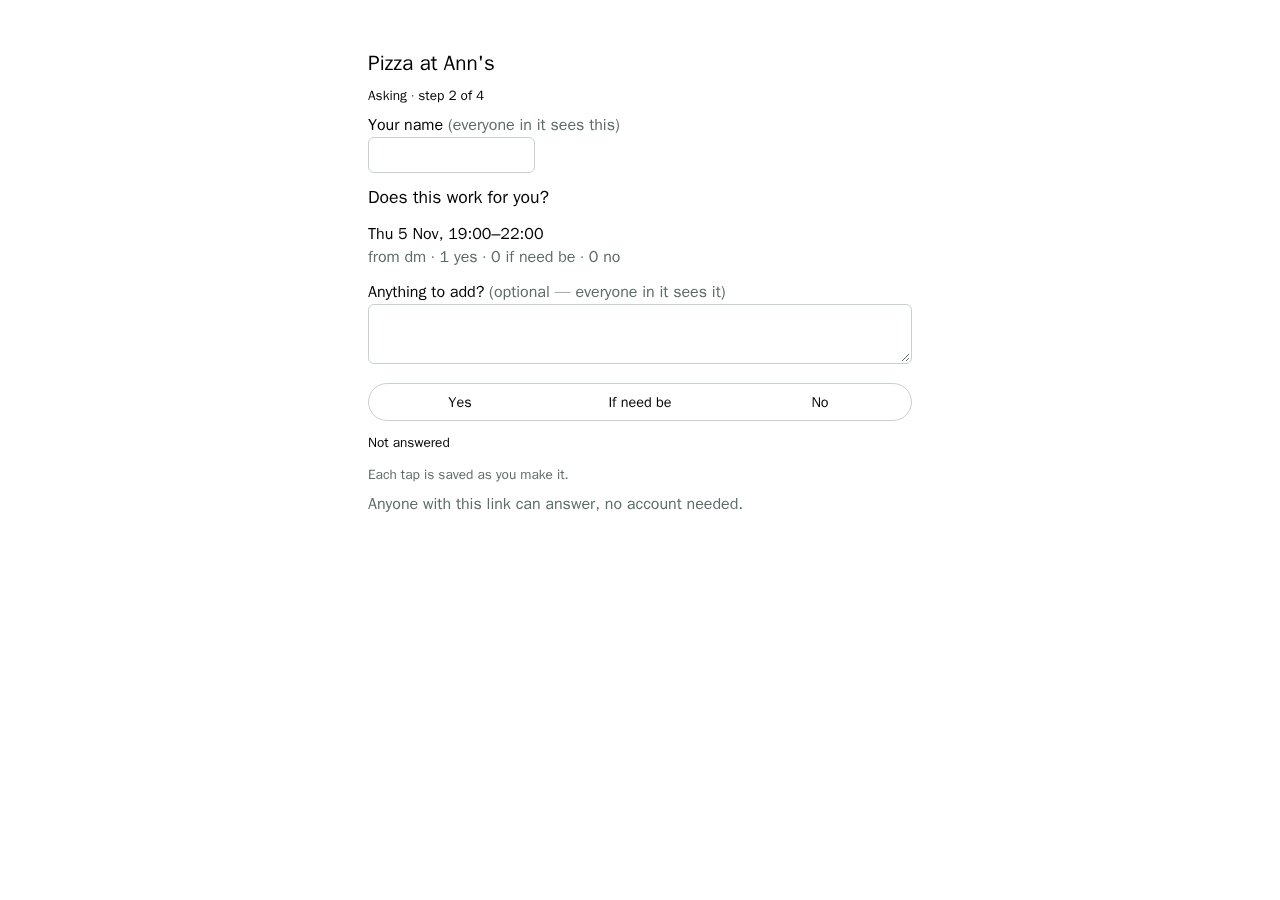 Pizza at Ann's
Asking · step 2 of 4
Your name (everyone in it sees this)
Does this work for you?
Thu 5 Nov, 19:00–22:00
from dm · 1 yes · 0 if need be · 0 no
Anything to add? (optional — everyone in it sees it)
Yes If need be No
Not answered
Each tap is saved as you make it.
Anyone with this link can answer, no account needed.